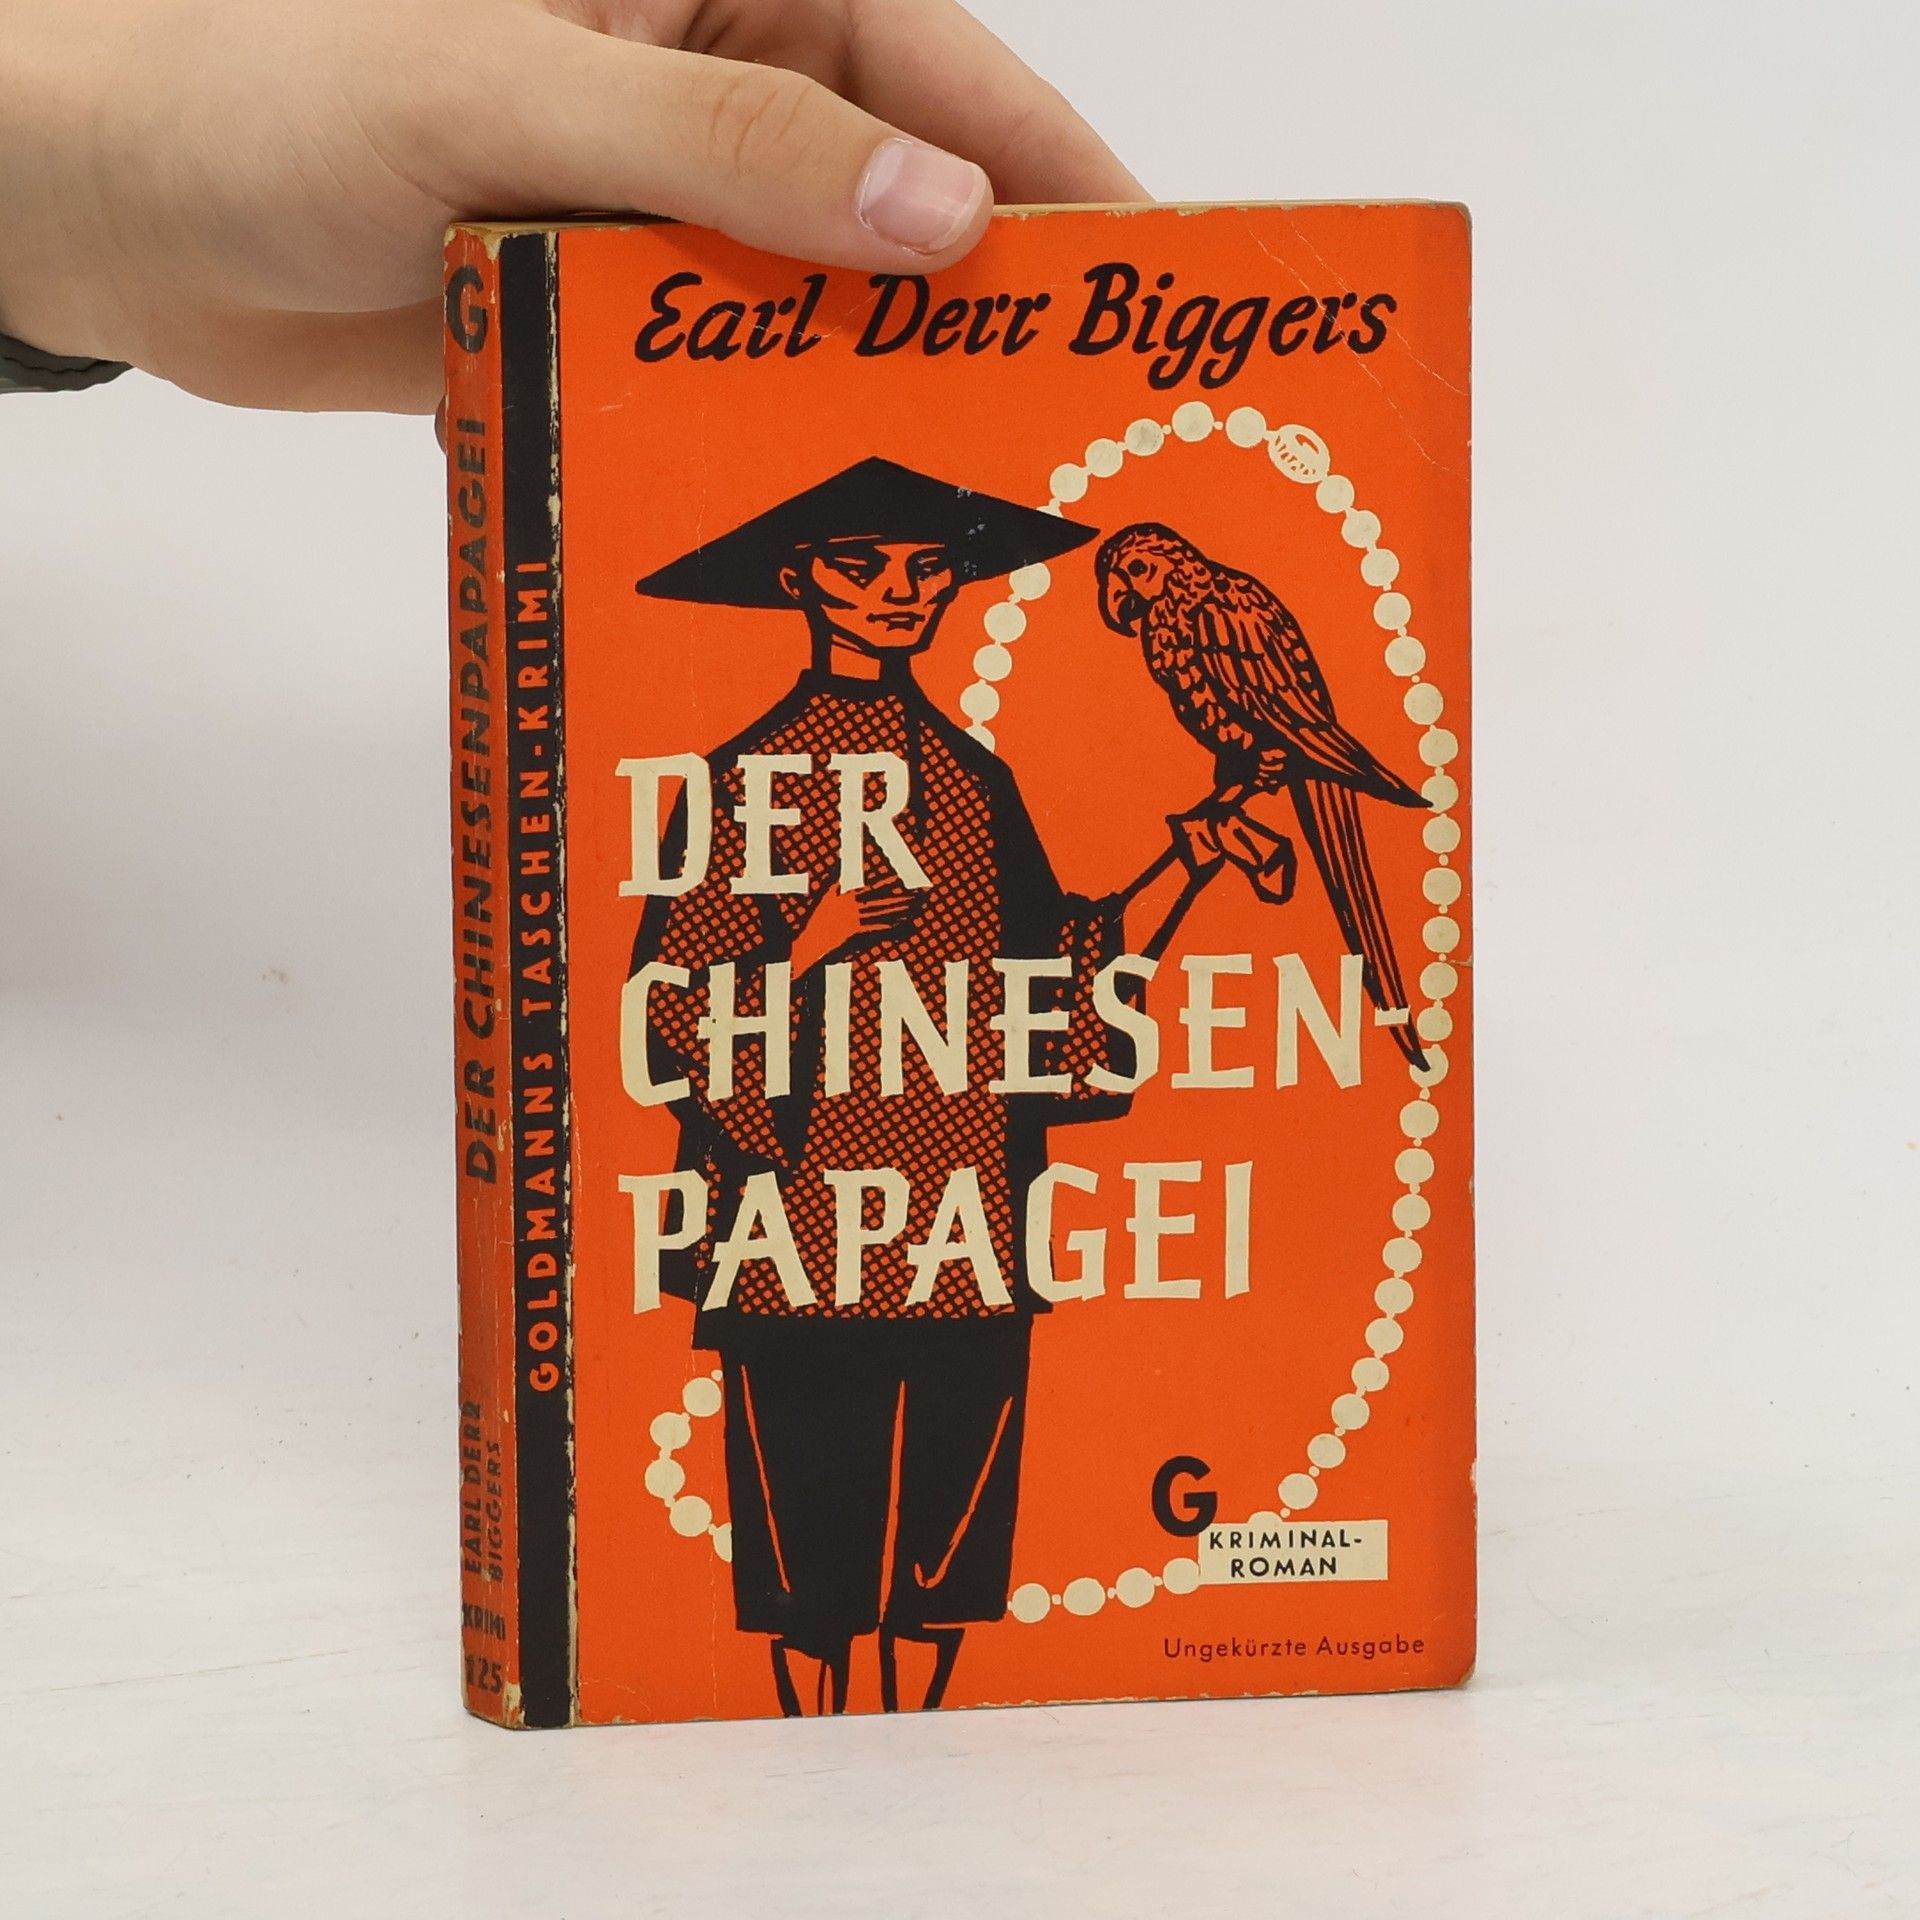 Earl Derr Biggers
DER
CHINESEN-
PAPAGEI
G
KRIMINAL-
ROMAN
Ungekürzte Ausgabe
GOLDMANNS TASCHEN-KRIMI
G
DER CHINESENPAPAGEI
EARL DERR
BIGGERS
KRIMI
125